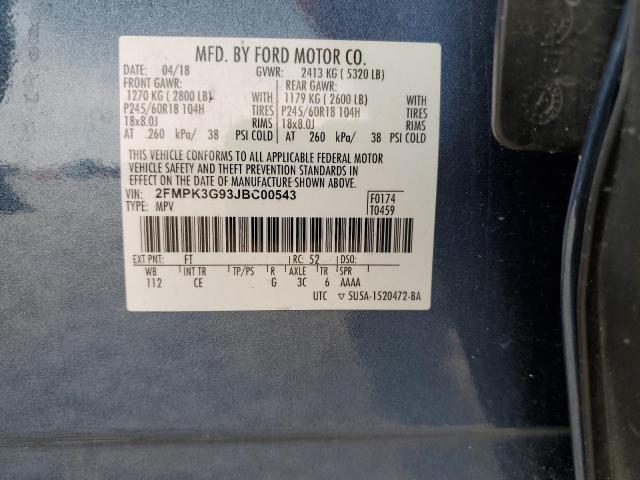 MFD. BY FORD MOTOR CO.
DATE: 04/18 GVWR: 2413 KG ( 5320 LB)
FRONT GAWR: REAR GAWR:
1270 KG ( 2800 LB) WITH 1179 KG ( 2600 LB) WITH
P245/60R18 104H TIRES P245/60R18 104H TIRES
18x8.0J RIMS 18x8.0J RIMS
AT 260 kPa/ 38 PSI COLD AT 260 kPa/ 38 PSI COLD
THIS VEHICLE CONFORMS TO ALL APPLICABLE FEDERAL MOTOR
VEHICLE SAFETY AND THEFT PREVENTION STANDARDS IN
EFFECT ON THE DATE OF MANUFACTURE SHOWN ABOVE.
VIN: 2FMPK3G93JBC00543 F0174
TYPE: MPV T0459
EXT PNT: FT RC: 52 DSO:
WB INT TR TP/PS R AXLE TR SPR
112 CE G 3C 6 AAAA
UTC ▽ 5U5A-1520472-BA